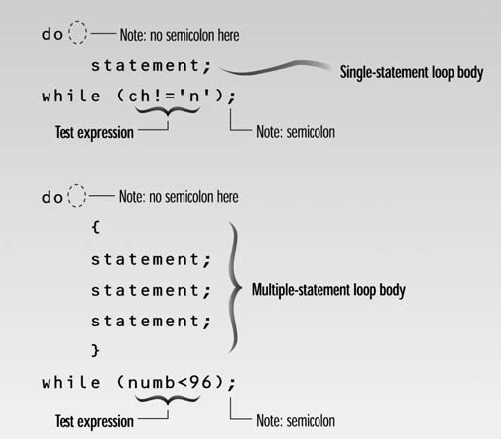 do Note: no semicolon here
statement; Single-statement loop body
while (ch!='n');
Test expression Note: semicolon
do Note: no semicolon here
{
statement;
statement; Multiple-statement loop body
statement;
}
while (numb<96);
Test expression Note: semicolon